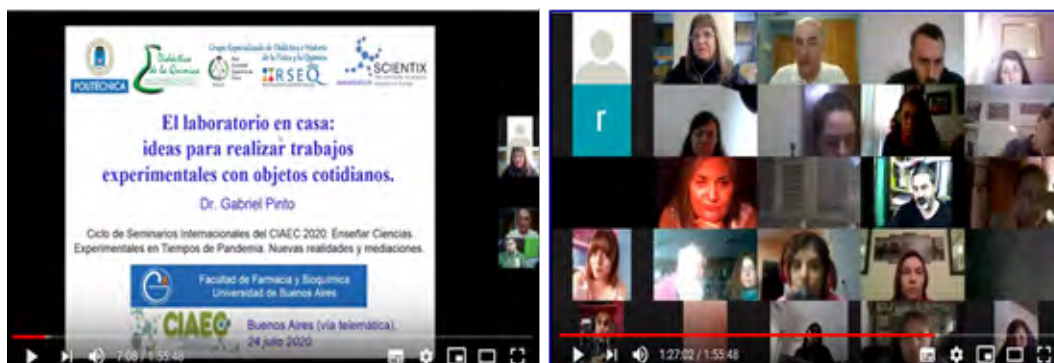 POLITÉCNICA
Didáctica
de la Química
Grupo Especializado de Didáctica e Historia
de la Física y la Química
RSEQ
SCIENTIX
El laboratorio en casa:
ideas para realizar trabajos
experimentales con objetos cotidianos.
Dr. Gabriel Pinto
Ciclo de Seminarios Internacionales del CIAEC 2020: Enseñar Ciencias
Experimentales en Tiempos de Pandemia. Nuevas realidades y mediaciones.
Facultad de Farmacia y Bioquímica
Universidad de Buenos Aires
CIAEC
Buenos Aires (vía telemática),
24 julio 2020
7:08 / 1:55:48
r
1:27:02 / 1:55:48